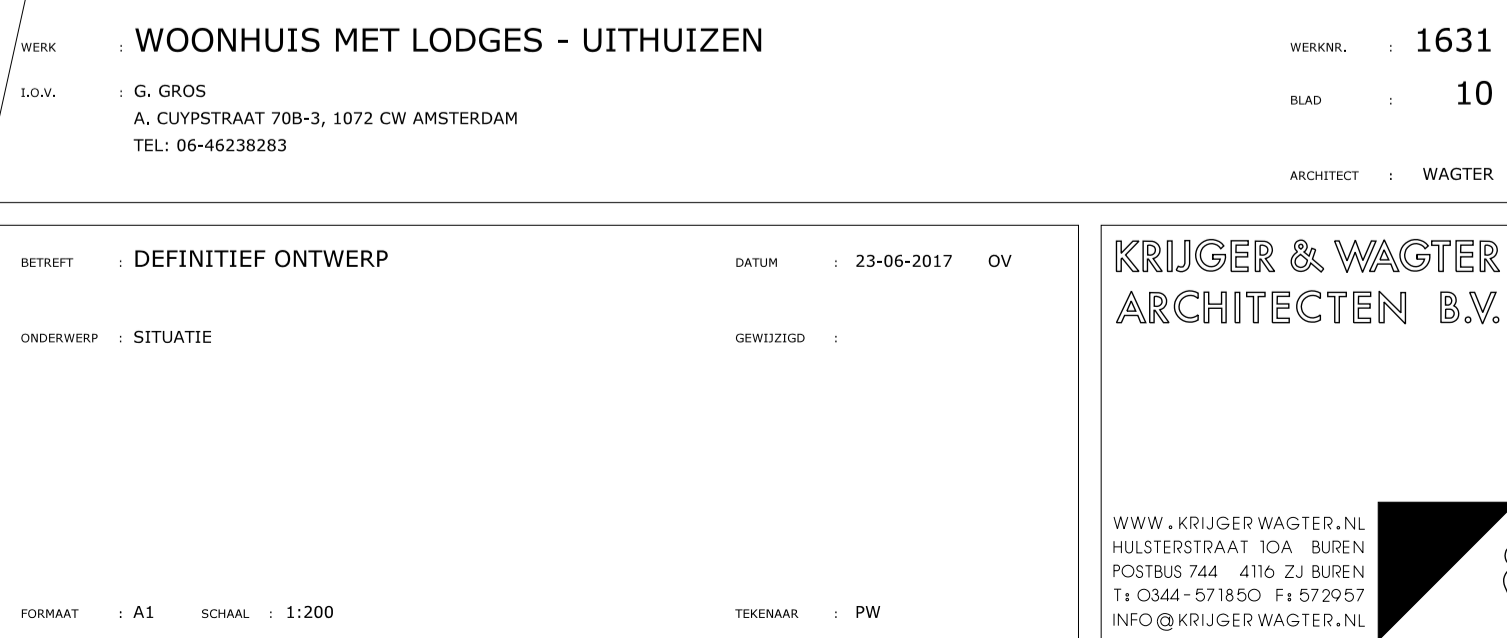 WERK : WOONHUIS MET LODGES - UITHUIZEN
WERKNR. : 1631
I.O.V. : G. GROS
A. CUYPSTRAAT 70B-3, 1072 CW AMSTERDAM
TEL: 06-46238283
BLAD : 10
ARCHITECT : WAGTER
BETREFT : DEFINITIEF ONTWERP
DATUM : 23-06-2017 OV
ONDERWERP : SITUATIE
GEWIJZIGD :
FORMAAT : A1 SCHAAL : 1:200
TEKENAAR : PW
KRIJGER & WAGTER
ARCHITECTEN B.V.
WWW.KRIJGERWAGTER.NL
HULSTERSTRAAT 10A BUREN
POSTBUS 744 4116 ZJ BUREN
T: 0344-571850 F: 572957
INFO@KRIJGERWAGTER.NL